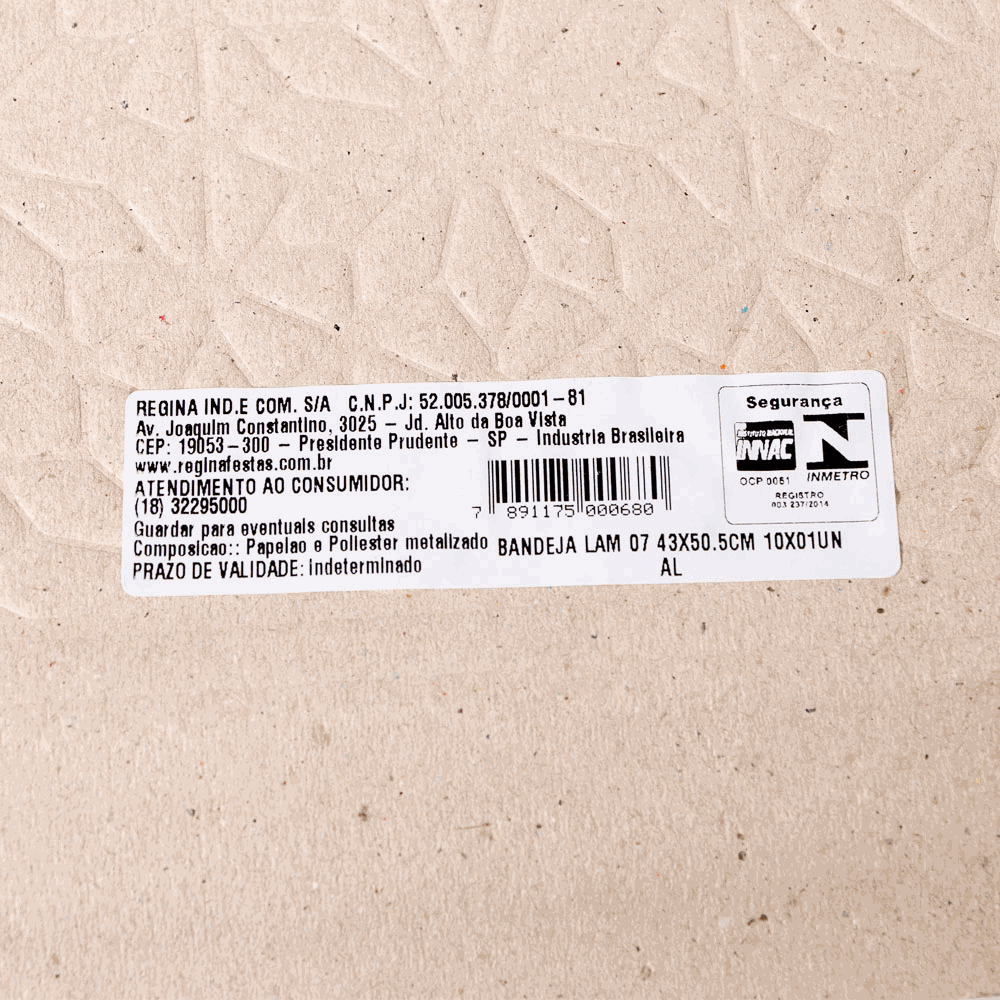 REGINA IND.E COM. S/A C.N.P.J: 52.005.378/0001-81
Av. Joaquim Constantino, 3025 - Jd. Alto da Boa Vista
CEP: 19053-300 - Presidente Prudente - SP - Industria Brasileira
www.reginafestas.com.br
ATENDIMENTO AO CONSUMIDOR:
(18) 32295000
Guardar para eventuais consultas
Composicao:: Papelao e Poliester metalizado
PRAZO DE VALIDADE: Indeterminado
7 891175 000680
BANDEJA LAM 07 43X50.5CM 10X01UN
AL
Segurança
INSTITUTO NACIONAL
INNAC
OCP 0051
INMETRO
REGISTRO
003 237/2014